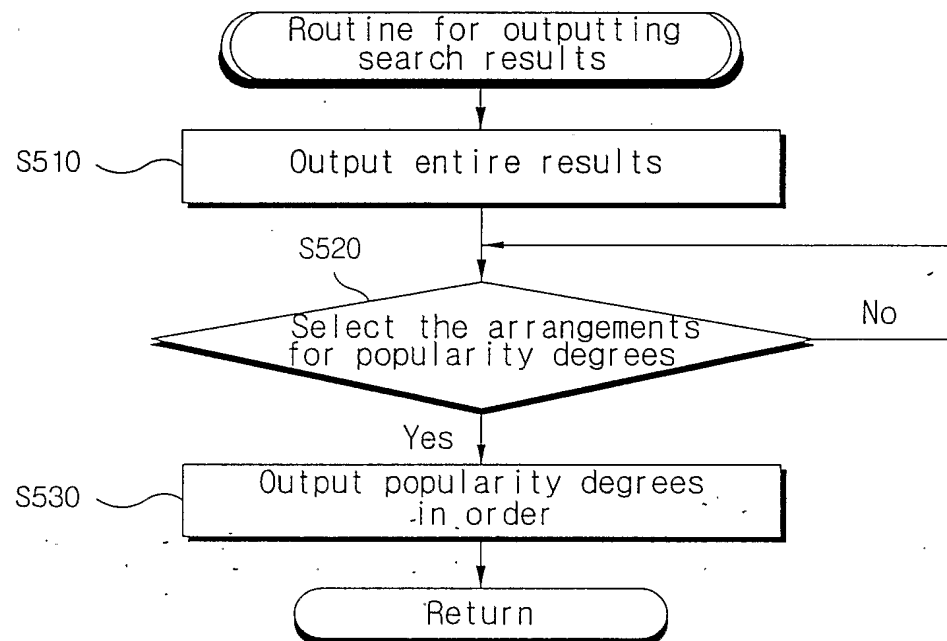 Routine for outputting
search results
S510
Output entire results
S520
Select the arrangements
for popularity degrees
No
Yes
S530
Output popularity degrees
in order
Return